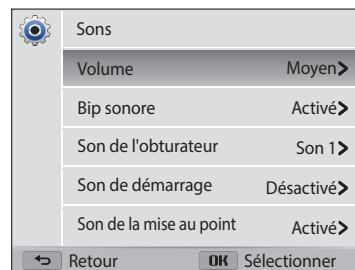 Sons
Volume Moyen
Bip sonore Activé
Son de l'obturateur Son 1
Son de démarrage Désactivé
Son de la mise au point Activé
Retour OK Sélectionner